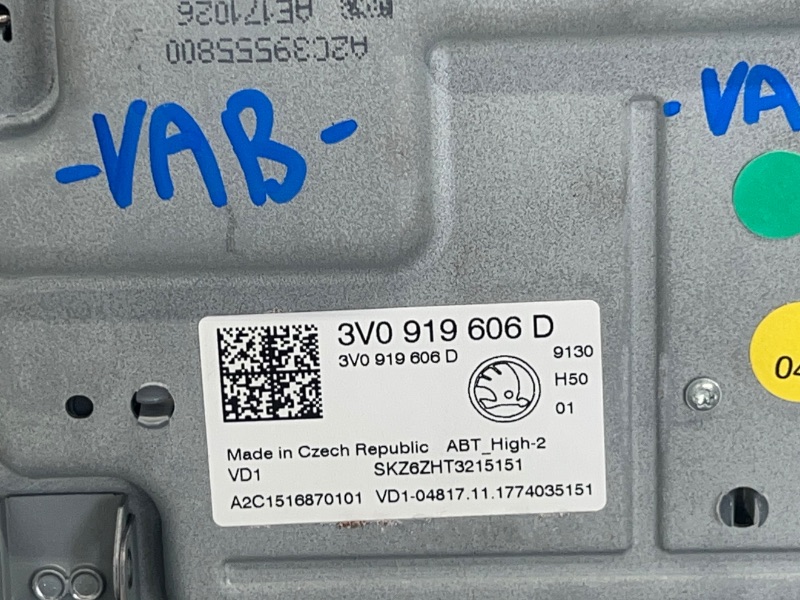 AE171026
A2C39555800
-VAB-
-VA
3V0 919 606 D
3V0 919 606 D
9130
H50
01
Made in Czech Republic ABT_High-2
VD1 SKZ6ZHT3215151
A2C1516870101 VD1-04817.11.1774035151
04